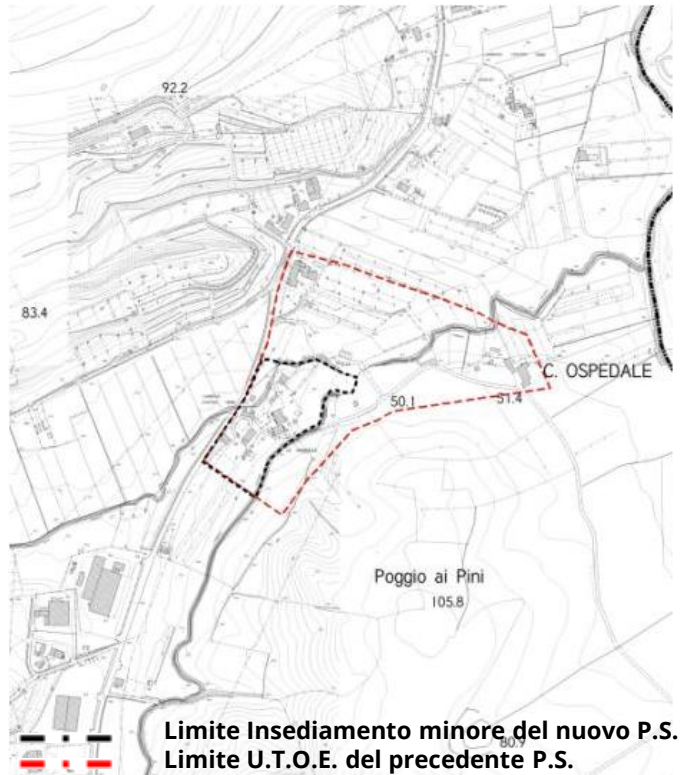 92.2
83.4
C. OSPEDALE
50.1
51.4
Poggio ai Pini
105.8
Limite Insediamento minore del nuovo P.S.
80.9
Limite U.T.O.E. del precedente P.S.